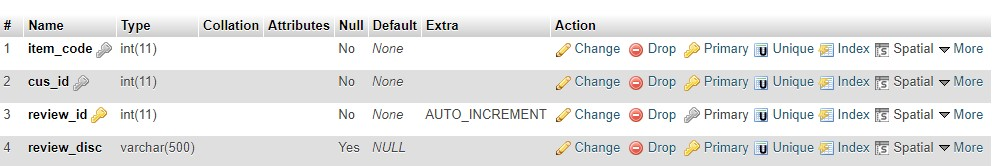 # Name Type Collation Attributes Null Default Extra Action
1 item_code int(11) No None Change Drop Primary Unique Index Spatial More
2 cus_id int(11) No None Change Drop Primary Unique Index Spatial More
3 review_id int(11) No None AUTO_INCREMENT Change Drop Primary Unique Index Spatial More
4 review_disc varchar(500) Yes NULL Change Drop Primary Unique Index Spatial More